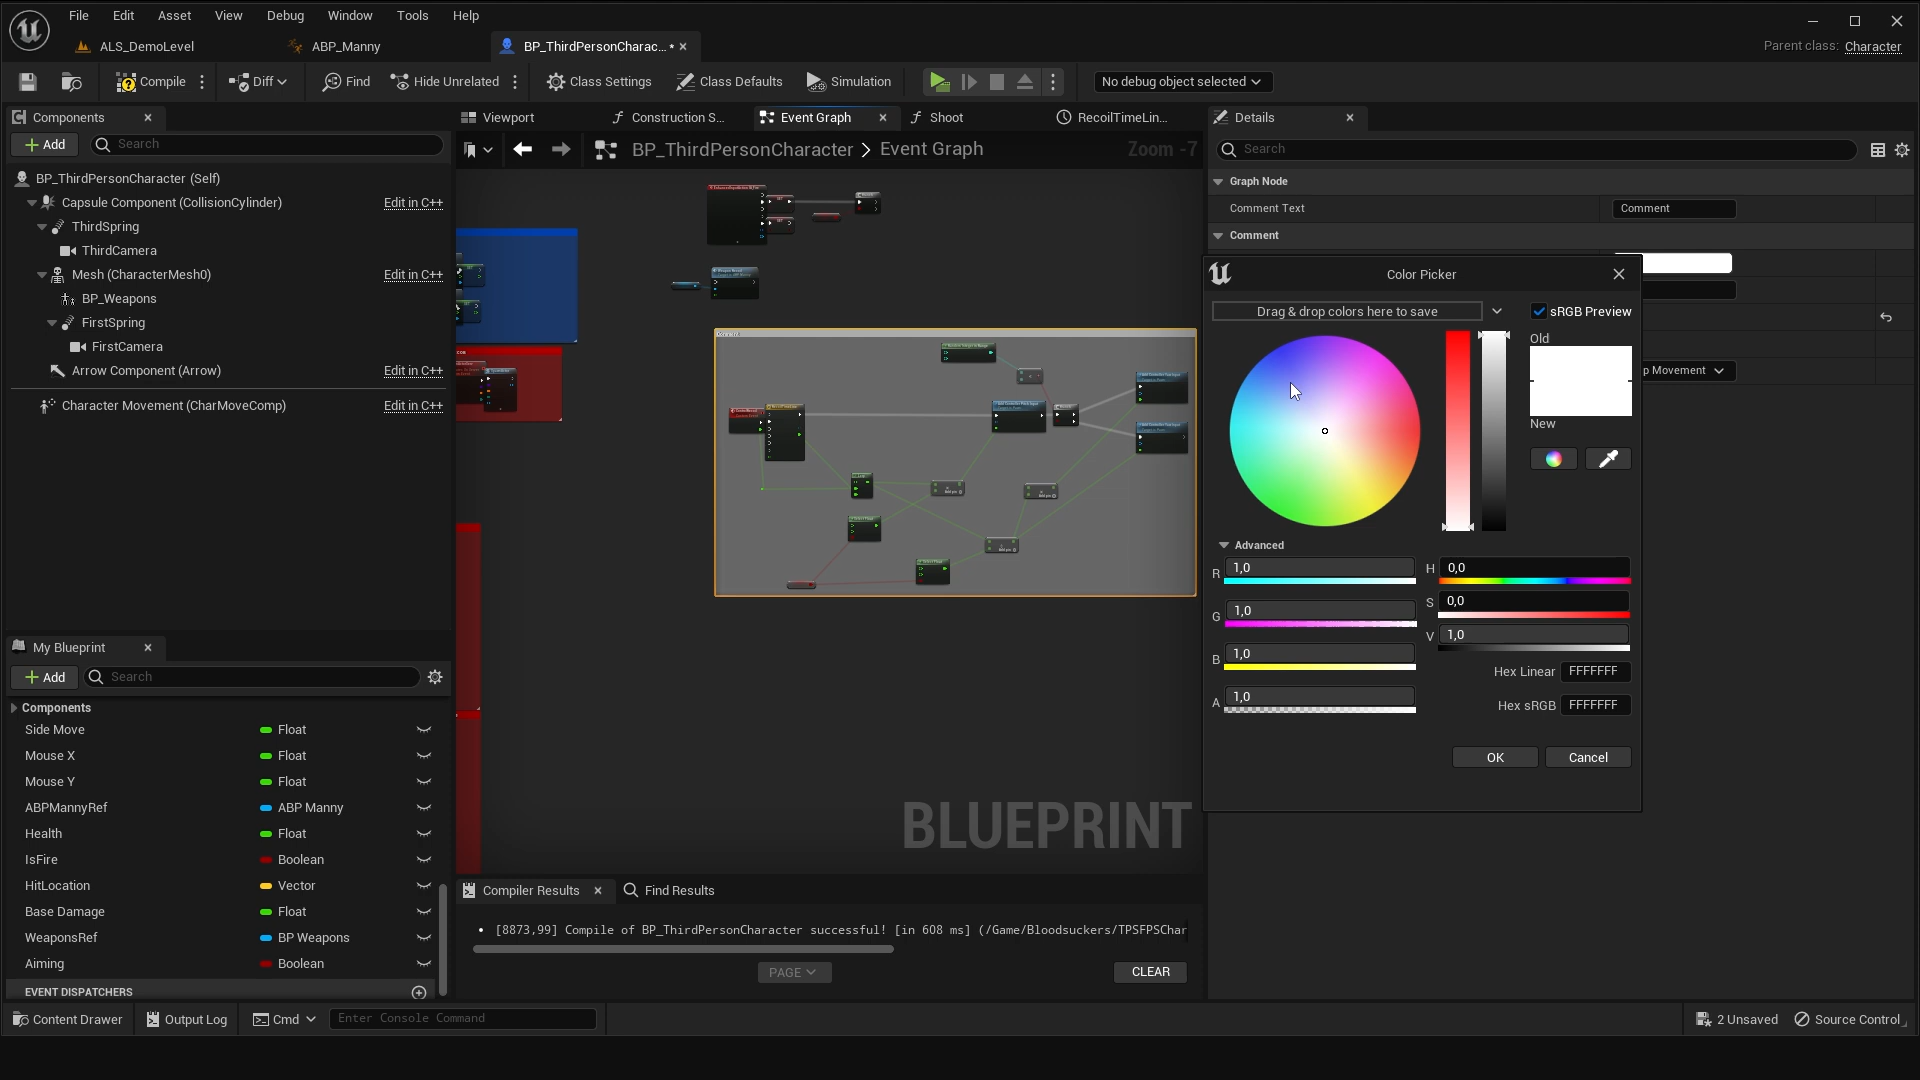 File Edit Asset View Debug Window Tools Help
ALS_DemoLevel ABP_Manny BP_ThirdPersonCharac... *
Parent class: Character
Compile Diff Find Hide Unrelated Class Settings Class Defaults Simulation No debug object selected
Components
Add Search
BP_ThirdPersonCharacter (Self)
Capsule Component (CollisionCylinder) Edit in C++
ThirdSpring
ThirdCamera
Mesh (CharacterMesh0) Edit in C++
BP_Weapons
FirstSpring
FirstCamera
Arrow Component (Arrow) Edit in C++
Character Movement (CharMoveComp) Edit in C++
My Blueprint
Add Search
Components
Side Move Float
Mouse X Float
Mouse Y Float
ABPMannyRef ABP Manny
Health Float
IsFire Boolean
HitLocation Vector
Base Damage Float
WeaponsRef BP Weapons
Aiming Boolean
EVENT DISPATCHERS
Viewport Construction S... Event Graph Shoot RecoilTimeLin...
BP_ThirdPersonCharacter > Event Graph Zoom -7
BLUEPRINT
Compiler Results Find Results
[8873,99] Compile of BP_ThirdPersonCharacter successful! [in 608 ms] (/Game/Bloodsuckers/TPSFPSChar
PAGE CLEAR
Details
Search
Graph Node
Comment Text Comment
Comment
p Movement
Color Picker
Drag & drop colors here to save sRGB Preview
Old
New
Advanced
R 1,0 H 0,0
G 1,0 S 0,0
B 1,0 V 1,0
A 1,0
Hex Linear FFFFFFF
Hex sRGB FFFFFFF
OK Cancel
Content Drawer Output Log Cmd Enter Console Command 2 Unsaved Source Control